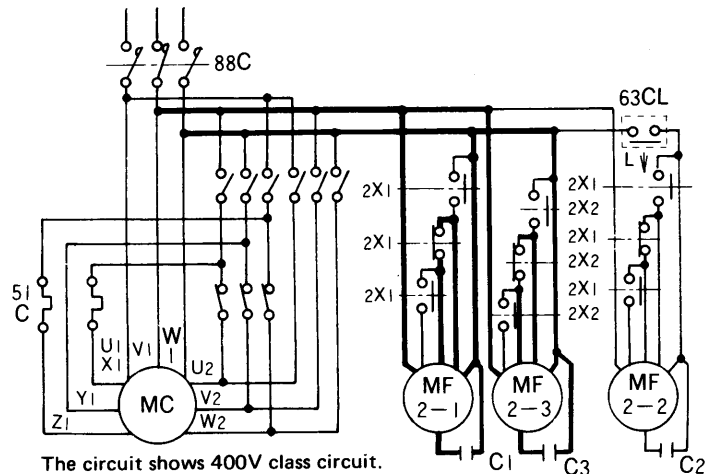 88C
63CL
L
2X1
2X1
2X2
2X1
2X1
2X2
2X1
2X1
2X2
51
C
U1
X1
V1
W
1
U2
Y1
V2
Z1
W2
MC
MF
2-1
MF
2-3
MF
2-2
C1
C3
C2
The circuit shows 400V class circuit.